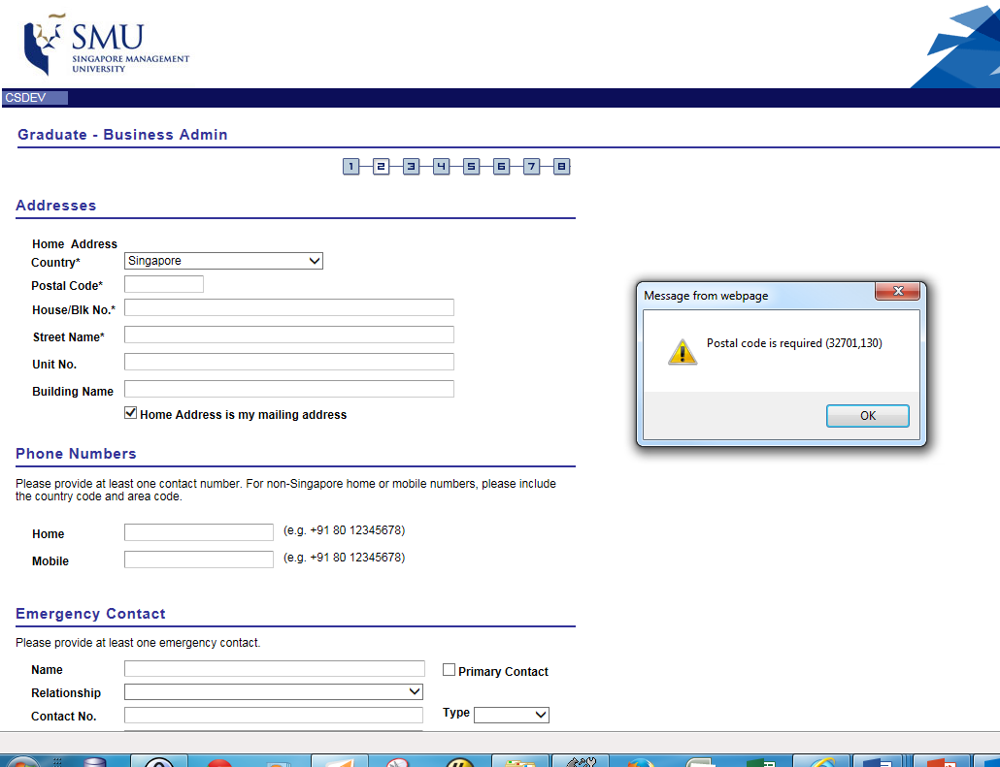 SMU
SINGAPORE MANAGEMENT
UNIVERSITY
CSDEV
Graduate - Business Admin
1 2 3 4 5 6 7 8
Addresses
Home Address
Country* Singapore
Postal Code*
House/Blk No.*
Street Name*
Unit No.
Building Name
Home Address is my mailing address
Message from webpage
Postal code is required (32701,130)
OK
Phone Numbers
Please provide at least one contact number. For non-Singapore home or mobile numbers, please include
the country code and area code.
Home (e.g. +91 80 12345678)
Mobile (e.g. +91 80 12345678)
Emergency Contact
Please provide at least one emergency contact.
Name Primary Contact
Relationship
Contact No. Type